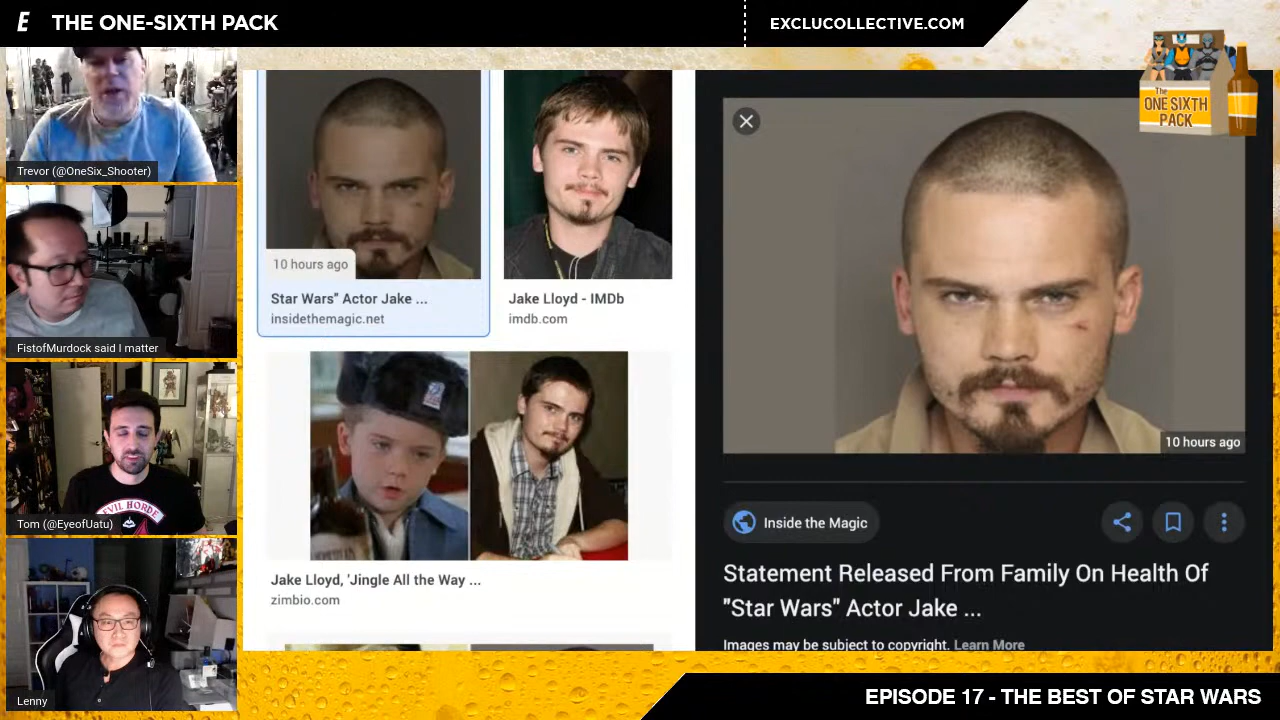 E THE ONE-SIXTH PACK
EXCLUCOLLECTIVE.COM
The
ONE SIXTH
PACK
Trevor (@OneSix_Shooter)
FistofMurdock said I matter
EVIL HORDE
Tom (@EyeofUatu)
Lenny
10 hours ago
Star Wars" Actor Jake ...
insidethemagic.net
Jake Lloyd - IMDb
imdb.com
Jake Lloyd, 'Jingle All the Way ...
zimbio.com
10 hours ago
Inside the Magic
Statement Released From Family On Health Of
"Star Wars" Actor Jake ...
Images may be subject to copyright. Learn More
EPISODE 17 - THE BEST OF STAR WARS